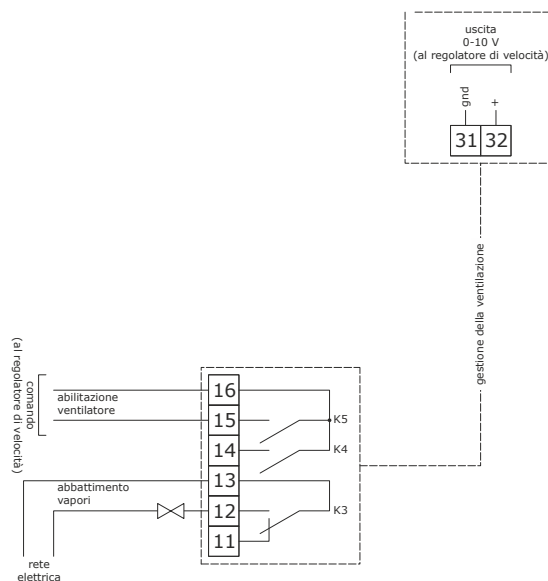 uscita
0-10 V
(al regolatore di velocità)
gnd
+
31 32
gestione della ventilazione
comando
(al regolatore di velocità)
abilitazione
ventilatore
16
15
K5
14
K4
abbattimento
vapori
13
12
K3
11
rete
elettrica